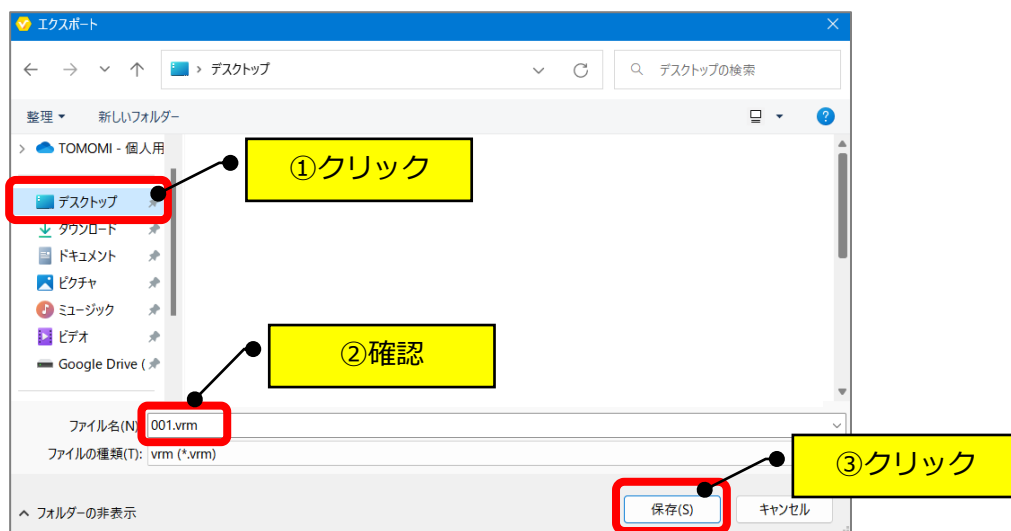 エクスポート
デスクトップ
デスクトップの検索
整理
新しいフォルダー
TOMOMI - 個人用
①クリック
デスクトップ
ダウンロード
ドキュメント
ピクチャ
ミュージック
ビデオ
②確認
Google Drive (
ファイル名(N)
001.vrm
ファイルの種類(T):
vrm (*.vrm)
③クリック
フォルダーの非表示
保存(S)
キャンセル